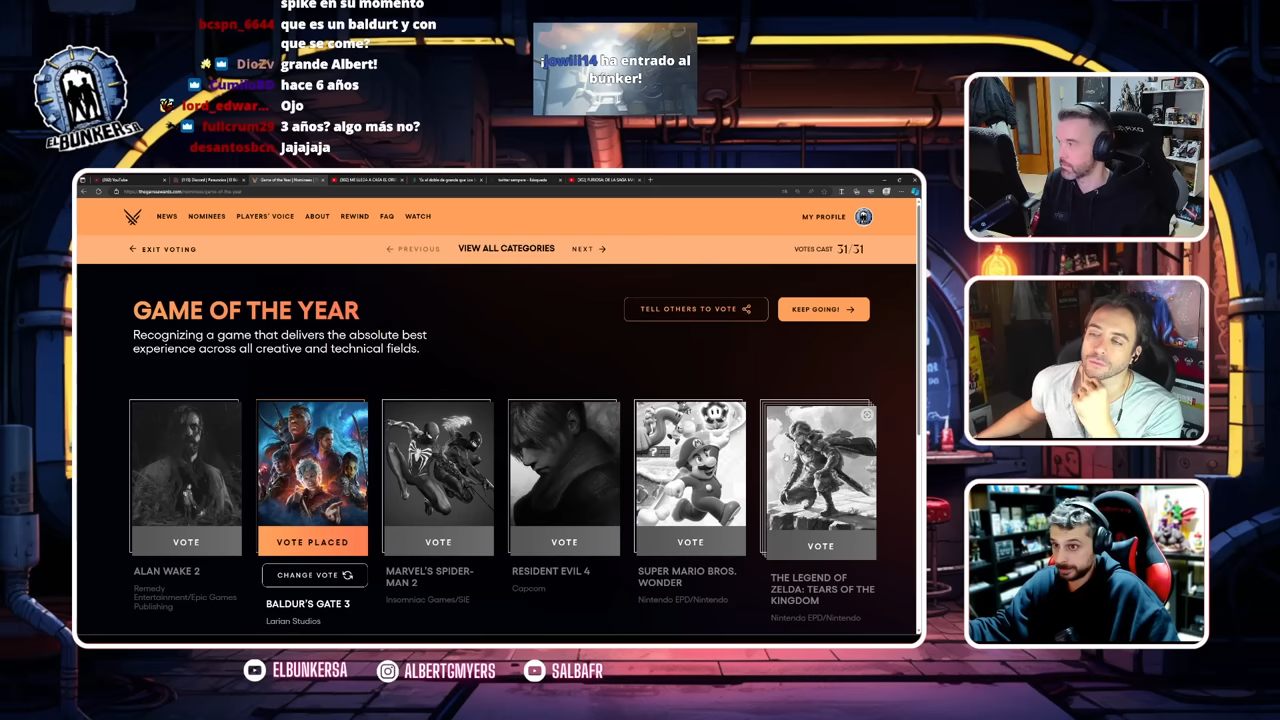 spike en su momento
bcspn_6644 que es un baldurt y con
que se come?
DioZv grande Albert!
hace 6 años
lord_edwar... Ojo
fullcrum29 3 años? algo más no?
desantosbcn Jajajaja
ELBUNKERSA
¡jowiii14 ha entrado al
búnker!
NEWS NOMINEES PLAYERS' VOICE ABOUT REWIND FAQ WATCH
MY PROFILE
EXIT VOTING
PREVIOUS VIEW ALL CATEGORIES NEXT
VOTES CAST 31/31
GAME OF THE YEAR
Recognizing a game that delivers the absolute best
experience across all creative and technical fields.
TELL OTHERS TO VOTE
KEEP GOING!
VOTE
VOTE PLACED
VOTE
VOTE
VOTE
VOTE
ALAN WAKE 2
Remedy
Entertainment/Epic Games
Publishing
CHANGE VOTE
BALDUR'S GATE 3
Larian Studios
MARVEL'S SPIDER-
MAN 2
Insomniac Games/SIE
RESIDENT EVIL 4
Capcom
SUPER MARIO BROS.
WONDER
Nintendo EPD/Nintendo
THE LEGEND OF
ZELDA: TEARS OF THE
KINGDOM
Nintendo EPD/Nintendo
ELBUNKERSA
ALBERTGMYERS
SALBAFR